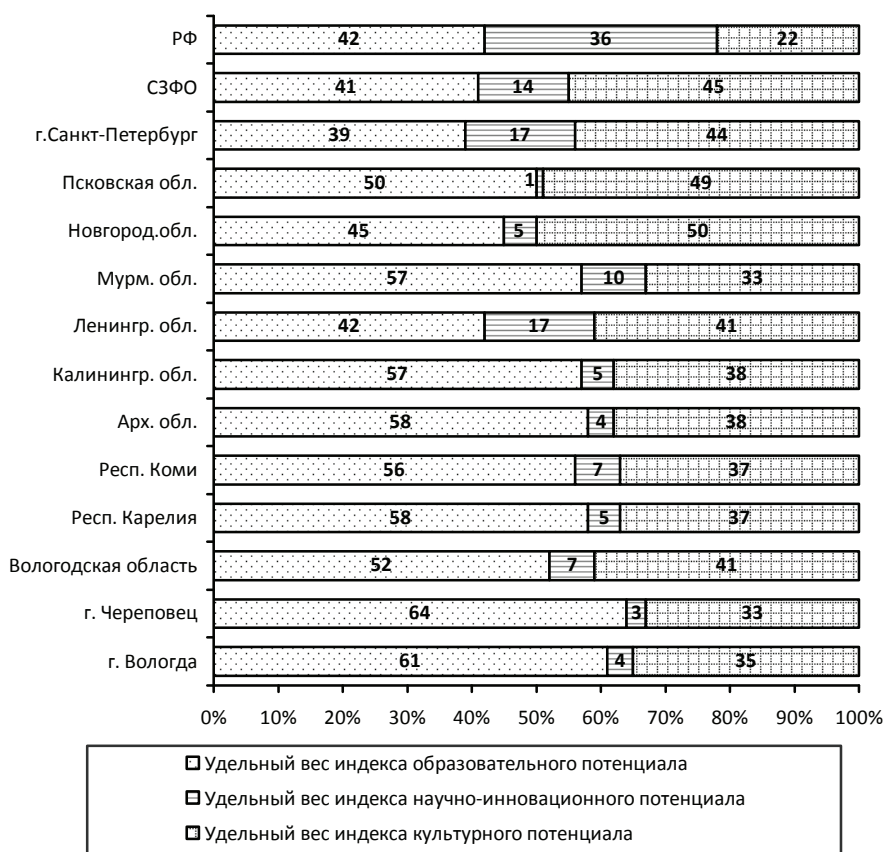 РФ 42 36 22
СЗФО 41 14 45
г.Санкт-Петербург 39 17 44
Псковская обл. 50 1 49
Новгород.обл. 45 5 50
Мурм. обл. 57 10 33
Ленингр. обл. 42 17 41
Калинингр. обл. 57 5 38
Арх. обл. 58 4 38
Респ. Коми 56 7 37
Респ. Карелия 58 5 37
Вологодская область 52 7 41
г. Череповец 64 3 33
г. Вологда 61 4 35
0% 10% 20% 30% 40% 50% 60% 70% 80% 90% 100%
Удельный вес индекса образовательного потенциала
Удельный вес индекса научно-инновационного потенциала
Удельный вес индекса культурного потенциала